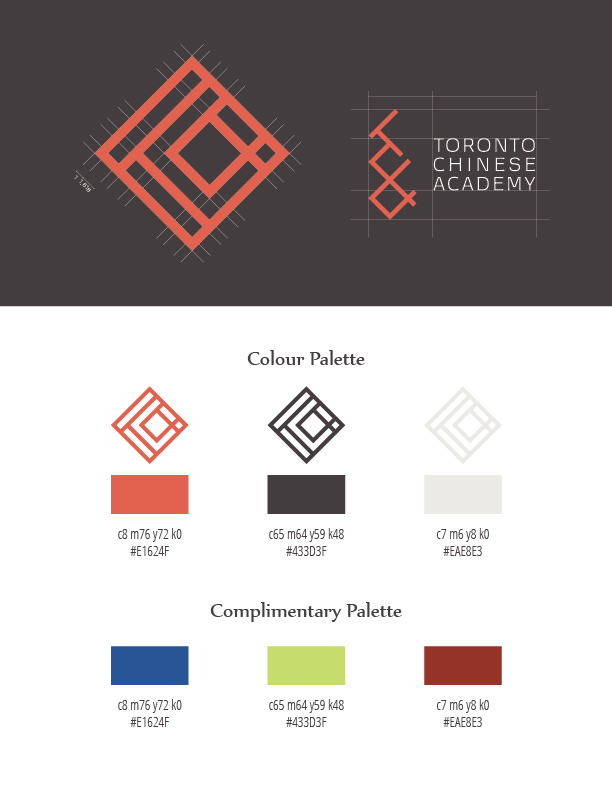 TORONTO
CHINESE
ACADEMY
Colour Palette
c8 m76 y72 k0
#E1624F
c65 m64 y59 k48
#433D3F
c7 m6 y8 k0
#EAE8E3
Complimentary Palette
c8 m76 y72 k0
#E1624F
c65 m64 y59 k48
#433D3F
c7 m6 y8 k0
#EAE8E3